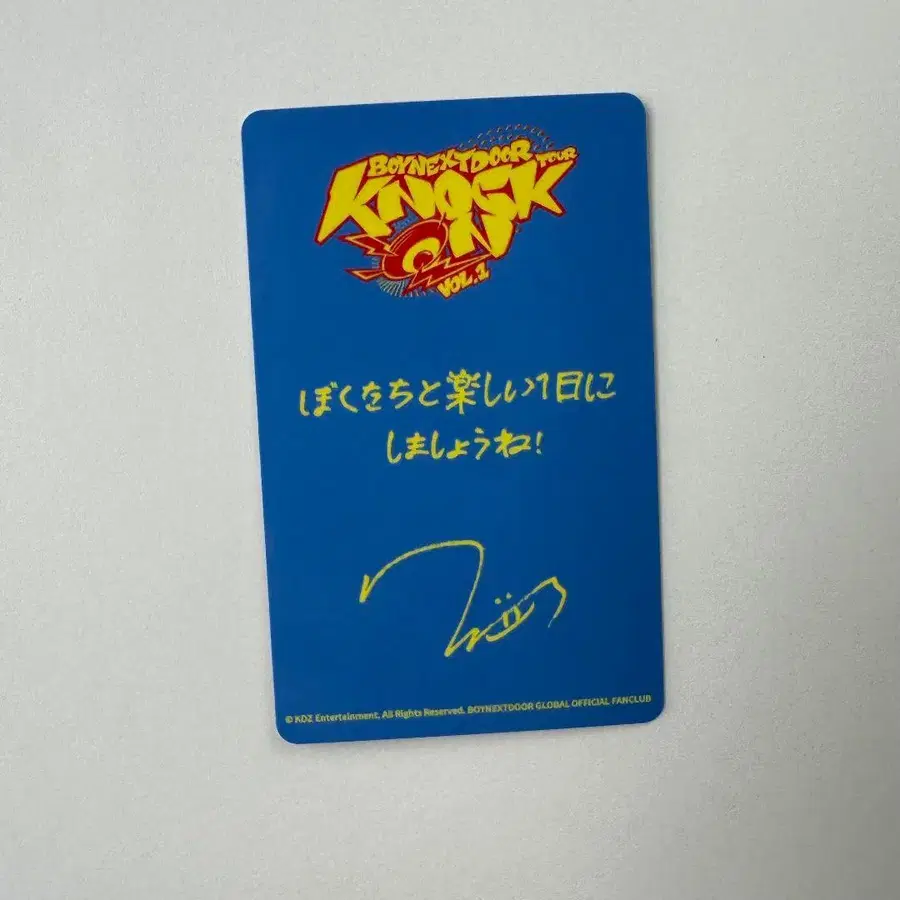 BOYNEXTDOOR TOUR
KNOCK
ON
VOL.1
ぼくたちと楽しい1日に
しましょうね!
© KOZ Entertainment. All Rights Reserved. BOYNEXTDOOR GLOBAL OFFICIAL FANCLUB